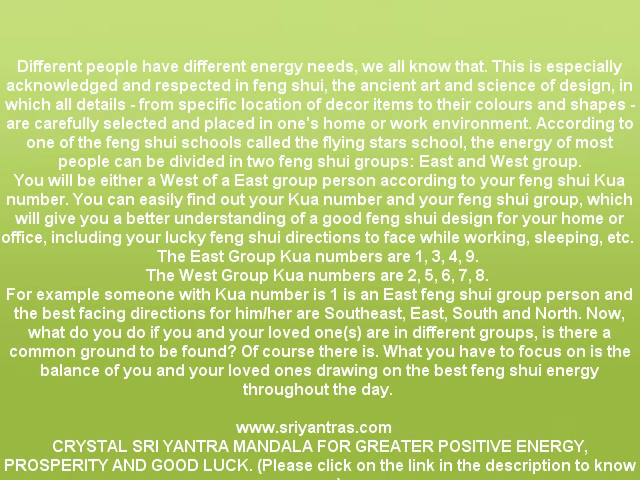 Different people have different energy needs, we all know that. This is especially
acknowledged and respected in feng shui, the ancient art and science of design, in
which all details - from specific location of decor items to their colours and shapes -
are carefully selected and placed in one's home or work environment. According to
one of the feng shui schools called the flying stars school, the energy of most
people can be divided in two feng shui groups: East and West group.
You will be either a West of a East group person according to your feng shui Kua
number. You can easily find out your Kua number and your feng shui group, which
will give you a better understanding of a good feng shui design for your home or
office, including your lucky feng shui directions to face while working, sleeping, etc.
The East Group Kua numbers are 1, 3, 4, 9.
The West Group Kua numbers are 2, 5, 6, 7, 8.
For example someone with Kua number is 1 is an East feng shui group person and
the best facing directions for him/her are Southeast, East, South and North. Now,
what do you do if you and your loved one(s) are in different groups, is there a
common ground to be found? Of course there is. What you have to focus on is the
balance of you and your loved ones drawing on the best feng shui energy
throughout the day.
www.sriyantras.com
CRYSTAL SRI YANTRA MANDALA FOR GREATER POSITIVE ENERGY,
PROSPERITY AND GOOD LUCK. (Please click on the link in the description to know